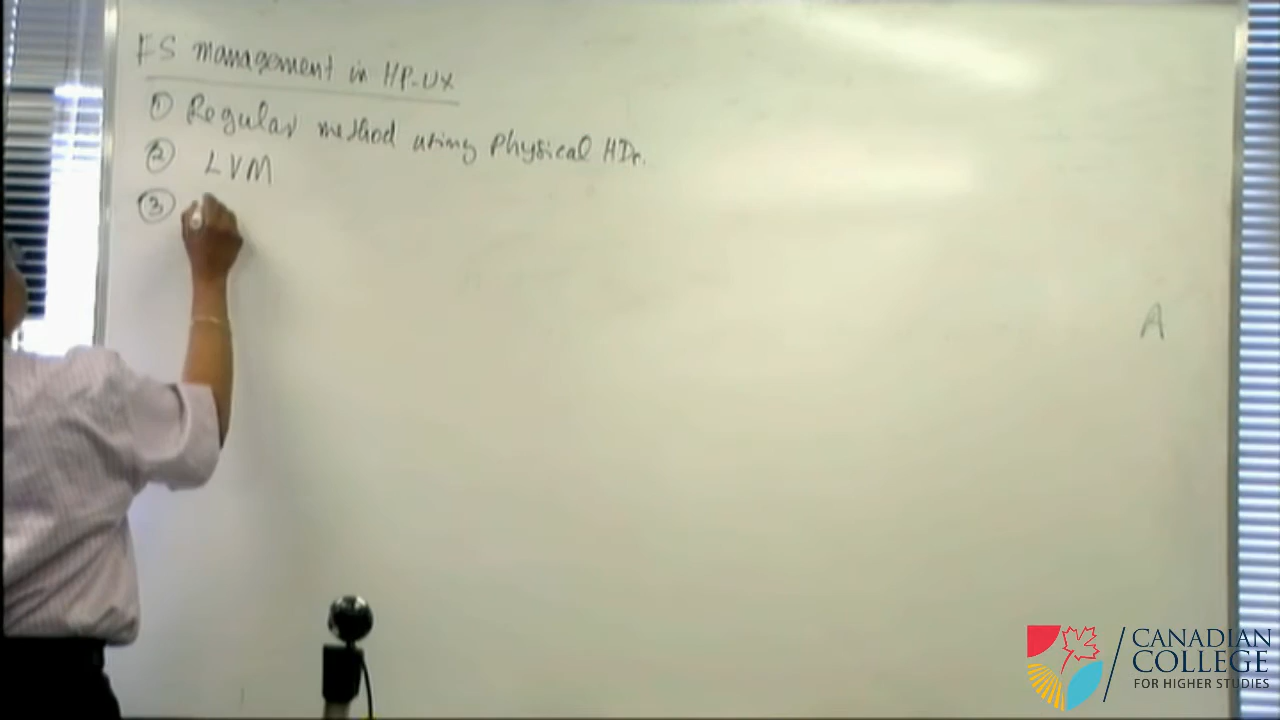 FS management in HP-UX
① Regular method using physical HDr.
② LVM
③
A
CANADIAN
COLLEGE
FOR HIGHER STUDIES